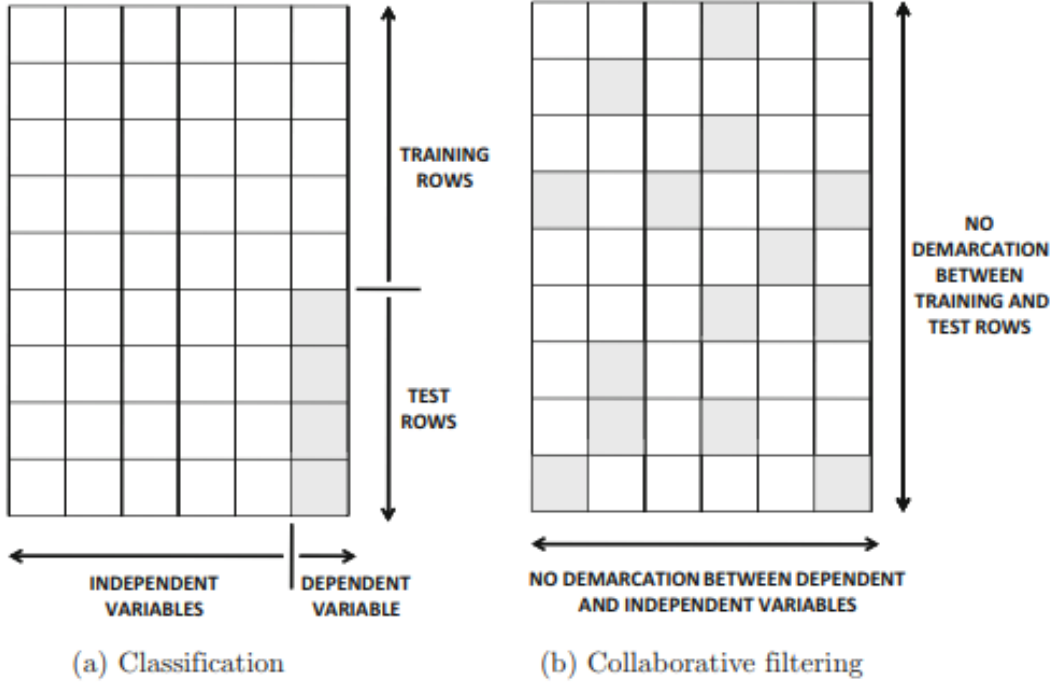 TRAINING
ROWS
TEST
ROWS
INDEPENDENT
VARIABLES
DEPENDENT
VARIABLE
(a) Classification
NO
DEMARCATION
BETWEEN
TRAINING AND
TEST ROWS
NO DEMARCATION BETWEEN DEPENDENT
AND INDEPENDENT VARIABLES
(b) Collaborative filtering